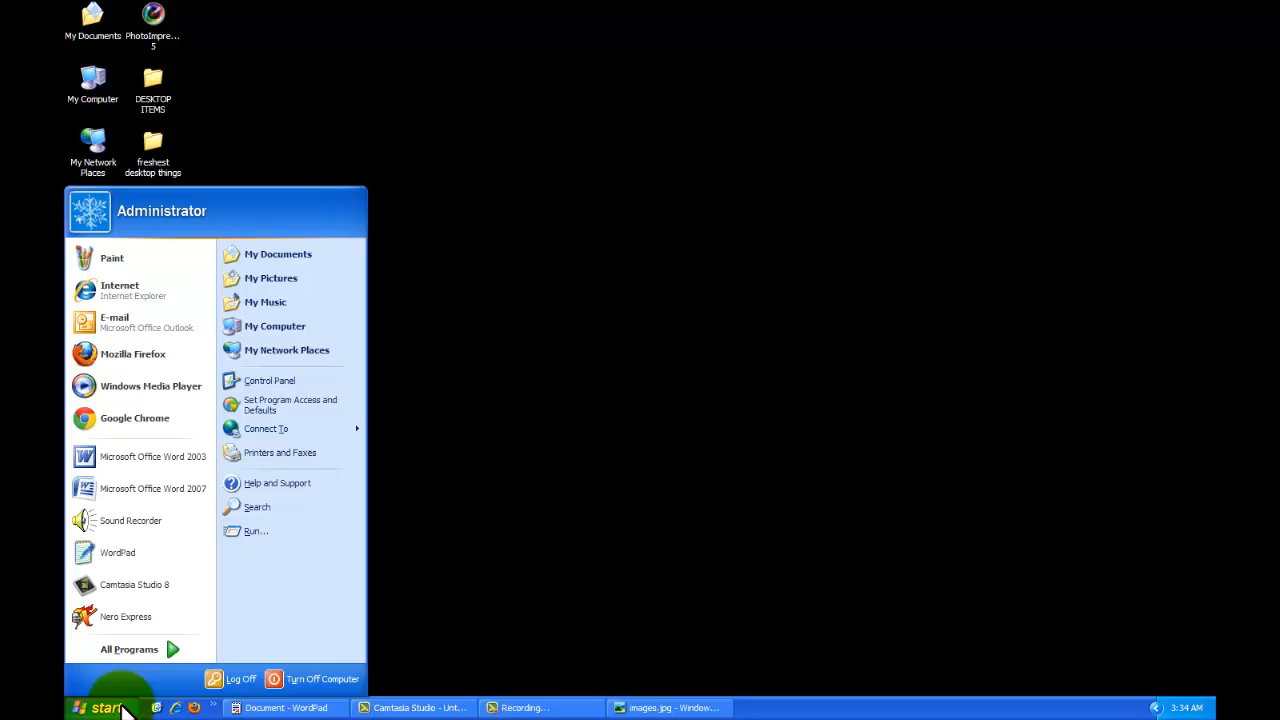 My Documents
PhotoImpre...
5
My Computer
DESKTOP
ITEMS
My Network
Places
freshest
desktop things
Administrator
Paint
Internet
Internet Explorer
E-mail
Microsoft Office Outlook
Mozilla Firefox
Windows Media Player
Google Chrome
Microsoft Office Word 2003
Microsoft Office Word 2007
Sound Recorder
WordPad
Camtasia Studio 8
Nero Express
All Programs
My Documents
My Pictures
My Music
My Computer
My Network Places
Control Panel
Set Program Access and
Defaults
Connect To
Printers and Faxes
Help and Support
Search
Run...
Log Off
Turn Off Computer
start
Document - WordPad
Camtasia Studio - Unt...
Recording...
images.jpg - Window...
3:34 AM